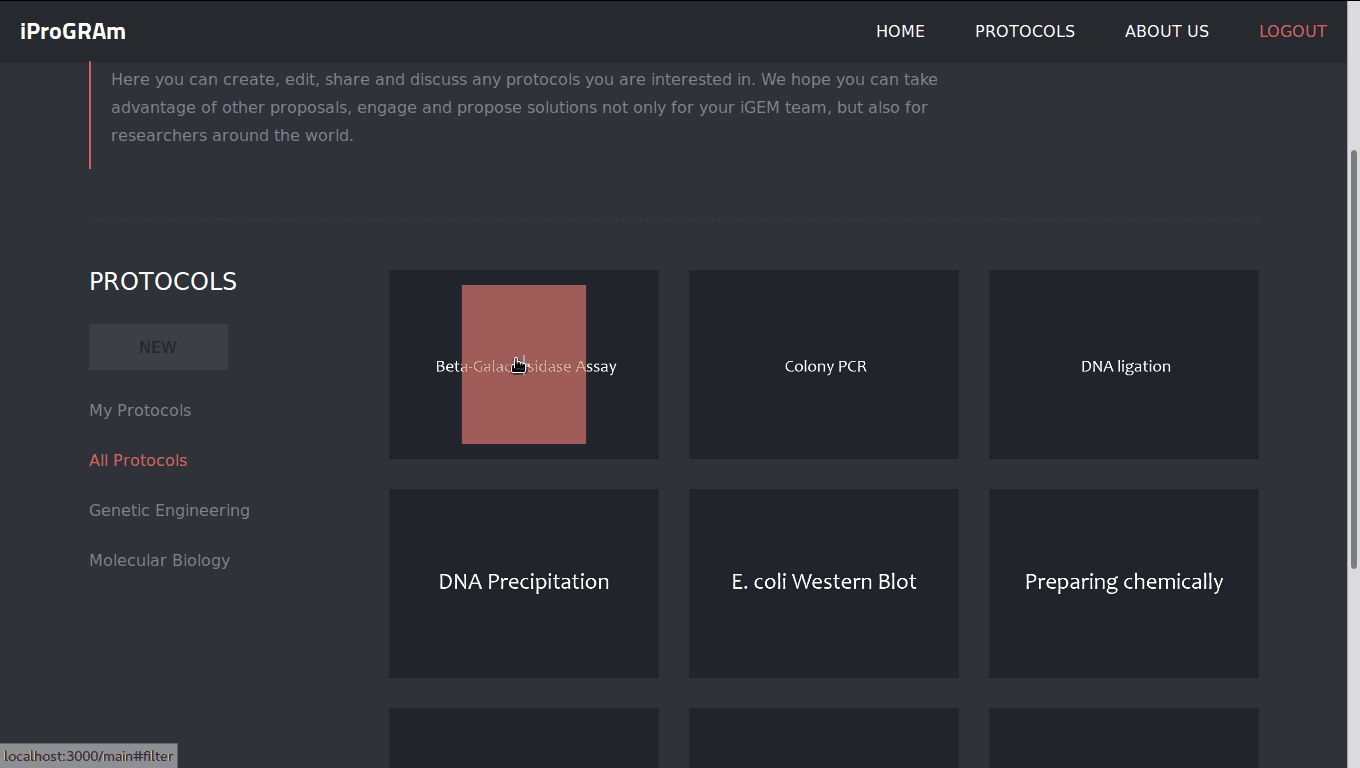 iProGRAm
HOME
PROTOCOLS
ABOUT US
LOGOUT
Here you can create, edit, share and discuss any protocols you are interested in. We hope you can take
advantage of other proposals, engage and propose solutions not only for your iGEM team, but also for
researchers around the world.
PROTOCOLS
NEW
My Protocols
All Protocols
Genetic Engineering
Molecular Biology
Beta-Galactosidase Assay
Colony PCR
DNA ligation
DNA Precipitation
E. coli Western Blot
Preparing chemically
localhost:3000/main#filter